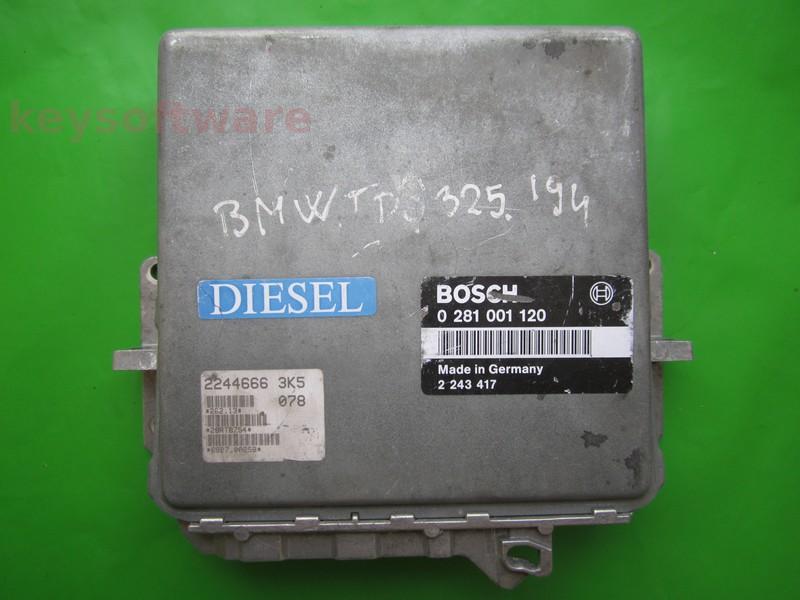 keysoftware
BMW. TDS 325. '94
DIESEL
BOSCH
0 281 001 120
Made in Germany
2 243 417
2244666 3K5
078